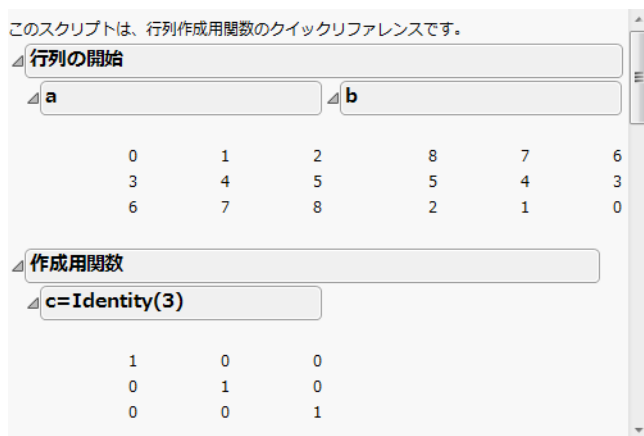 このスクリプトは、行列作成用関数のクイックリファレンスです。
行列の開始
a b
0 1 2 8 7 6
3 4 5 5 4 3
6 7 8 2 1 0
作成用関数
c=Identity(3)
1 0 0
0 1 0
0 0 1